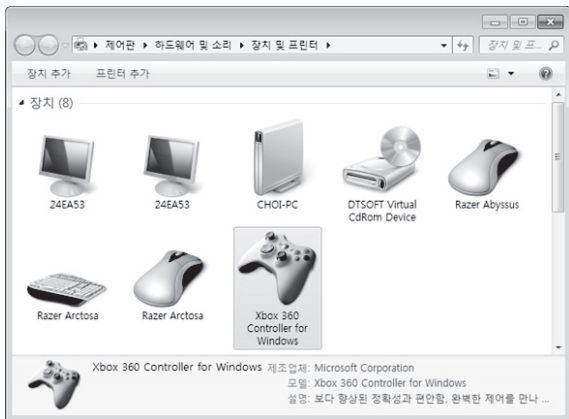 ▸ 제어판 ▸ 하드웨어 및 소리 ▸ 장치 및 프린터 ▸
장치 및 프...
장치 추가 프린터 추가
장치 (8)
24EA53
24EA53
CHOI-PC
DTSOFT Virtual
CdRom Device
Razer Abyssus
Razer Arctosa
Razer Arctosa
Xbox 360
Controller for
Windows
Xbox 360 Controller for Windows 제조업체: Microsoft Corporation
모델: Xbox 360 Controller for Windows
설명: 보다 향상된 정확성과 편안함, 완벽한 제어를 만나 ...